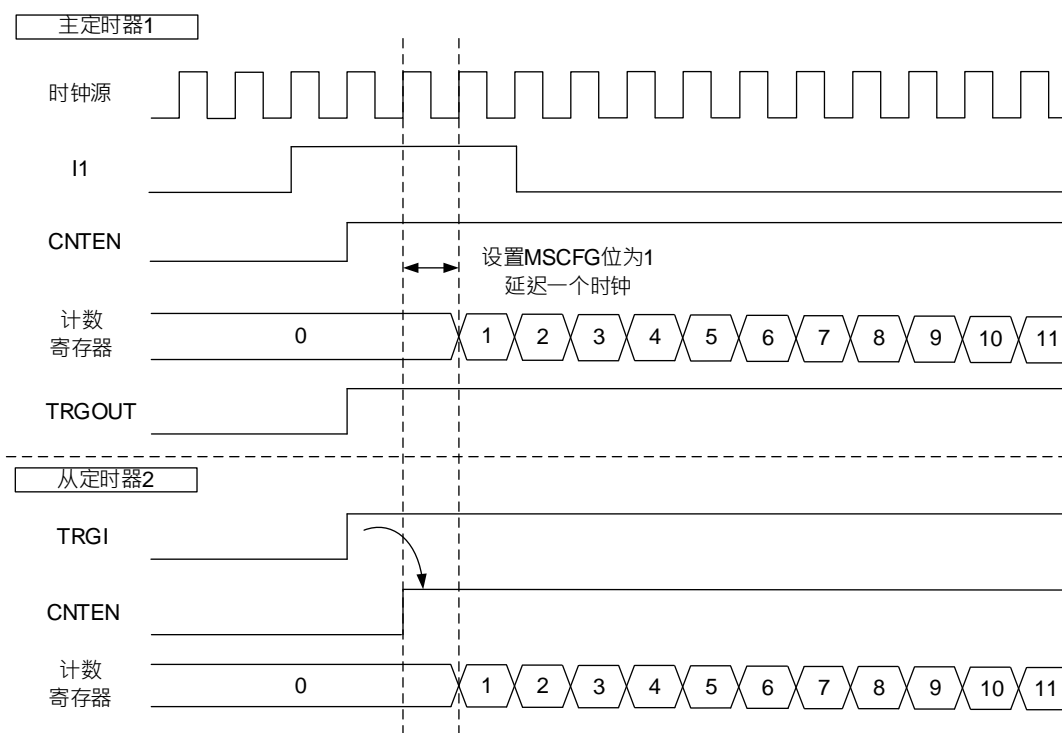 主定时器1
时钟源
I1
CNTEN
设置MSCFG位为1
延迟一个时钟
计数
寄存器
0 1 2 3 4 5 6 7 8 9 10 11
TRGOUT
从定时器2
TRGI
CNTEN
计数
寄存器
0 1 2 3 4 5 6 7 8 9 10 11